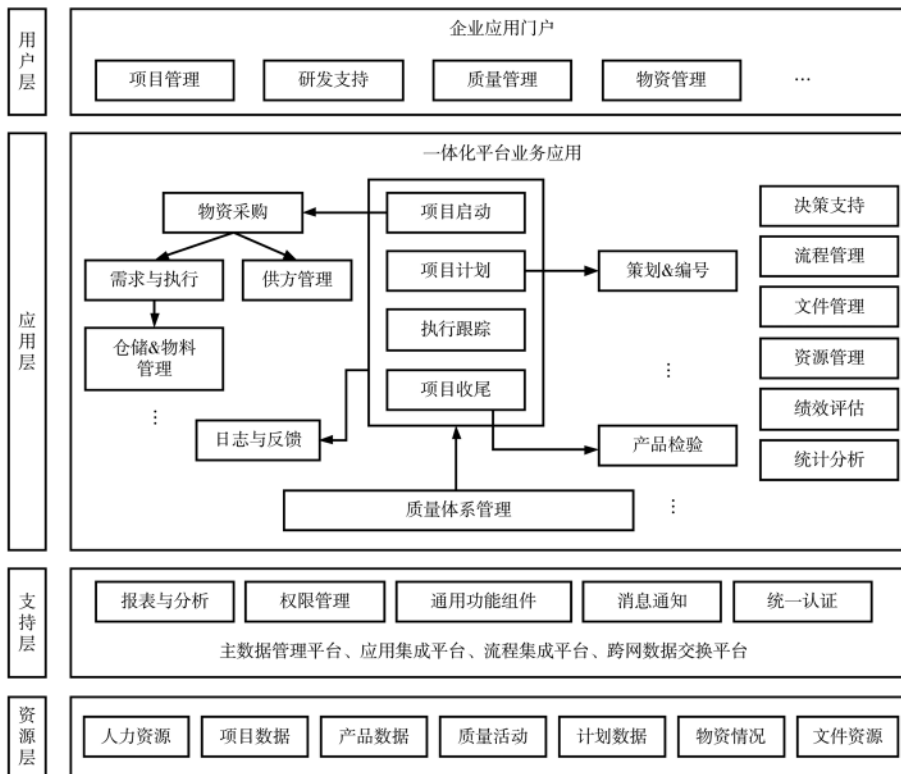 用户层
企业应用门户
项目管理 研发支持 质量管理 物资管理 …
应用层
一体化平台业务应用
物资采购
需求与执行 供方管理
仓储&物料
管理
⋮
日志与反馈
项目启动
项目计划
执行跟踪
项目收尾
策划&编号
⋮
产品检验
⋮
质量体系管理
决策支持
流程管理
文件管理
资源管理
绩效评估
统计分析
支持层
报表与分析 权限管理 通用功能组件 消息通知 统一认证
主数据管理平台、应用集成平台、流程集成平台、跨网数据交换平台
资源层
人力资源 项目数据 产品数据 质量活动 计划数据 物资情况 文件资源